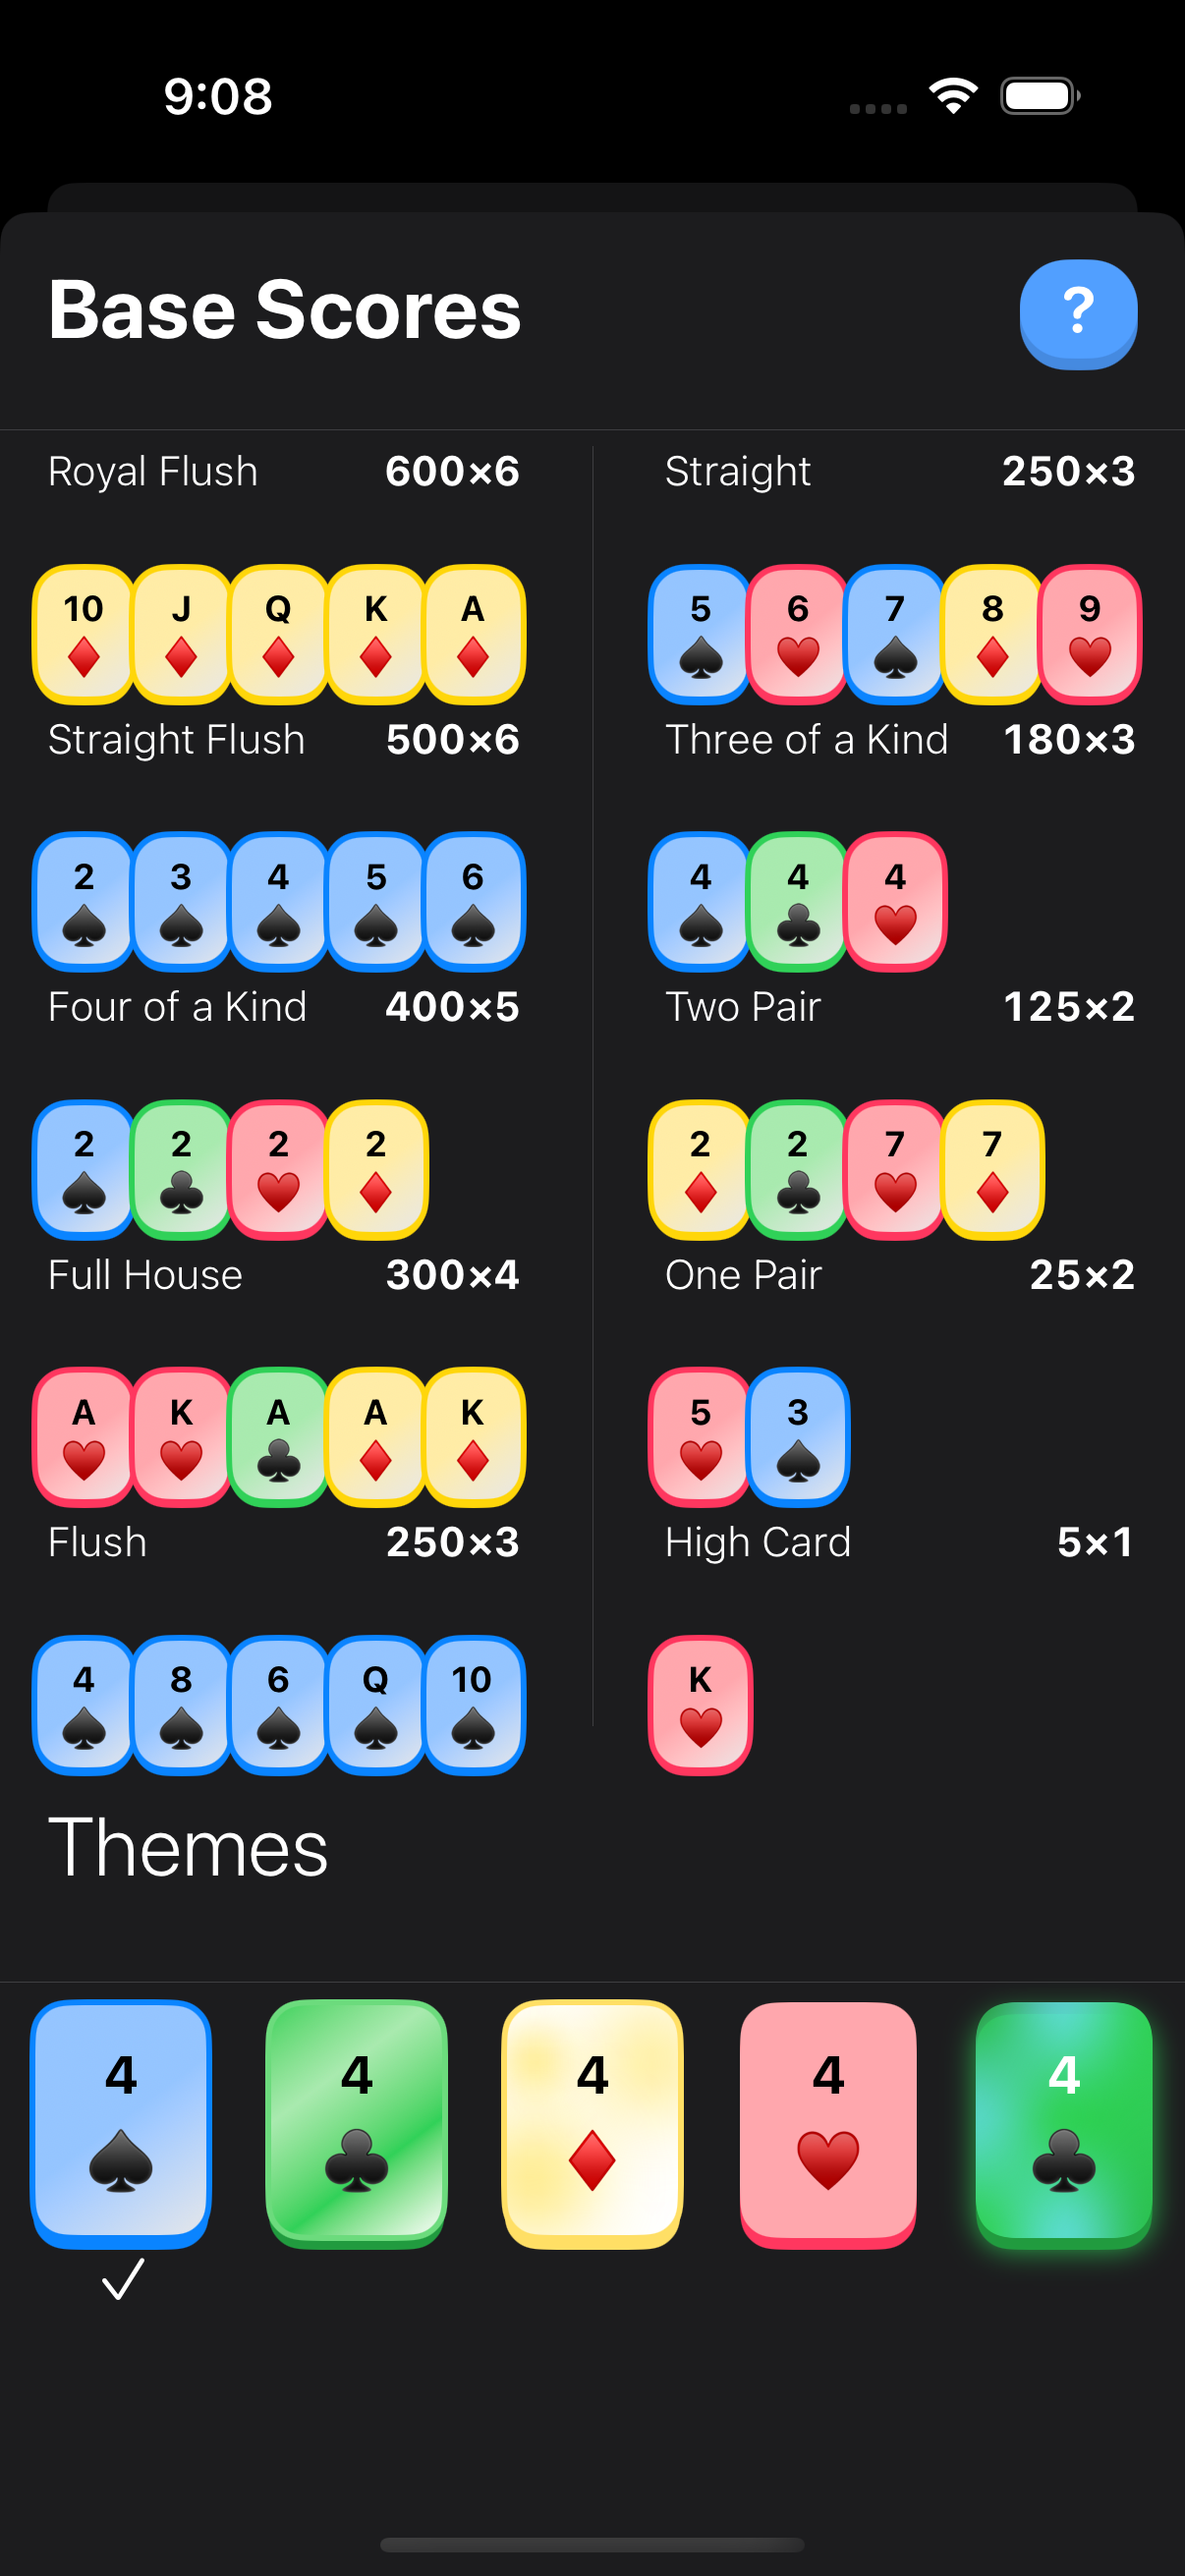 9:08
Base Scores
?
Royal Flush 600×6
10 J Q K A
Straight Flush 500×6
2 3 4 5 6
Four of a Kind 400×5
2 2 2 2
Full House 300×4
A K A A K
Flush 250×3
4 8 6 Q 10
Straight 250×3
5 6 7 8 9
Three of a Kind 180×3
4 4 4
Two Pair 125×2
2 2 7 7
One Pair 25×2
5 3
High Card 5×1
K
Themes
4 4 4 4 4